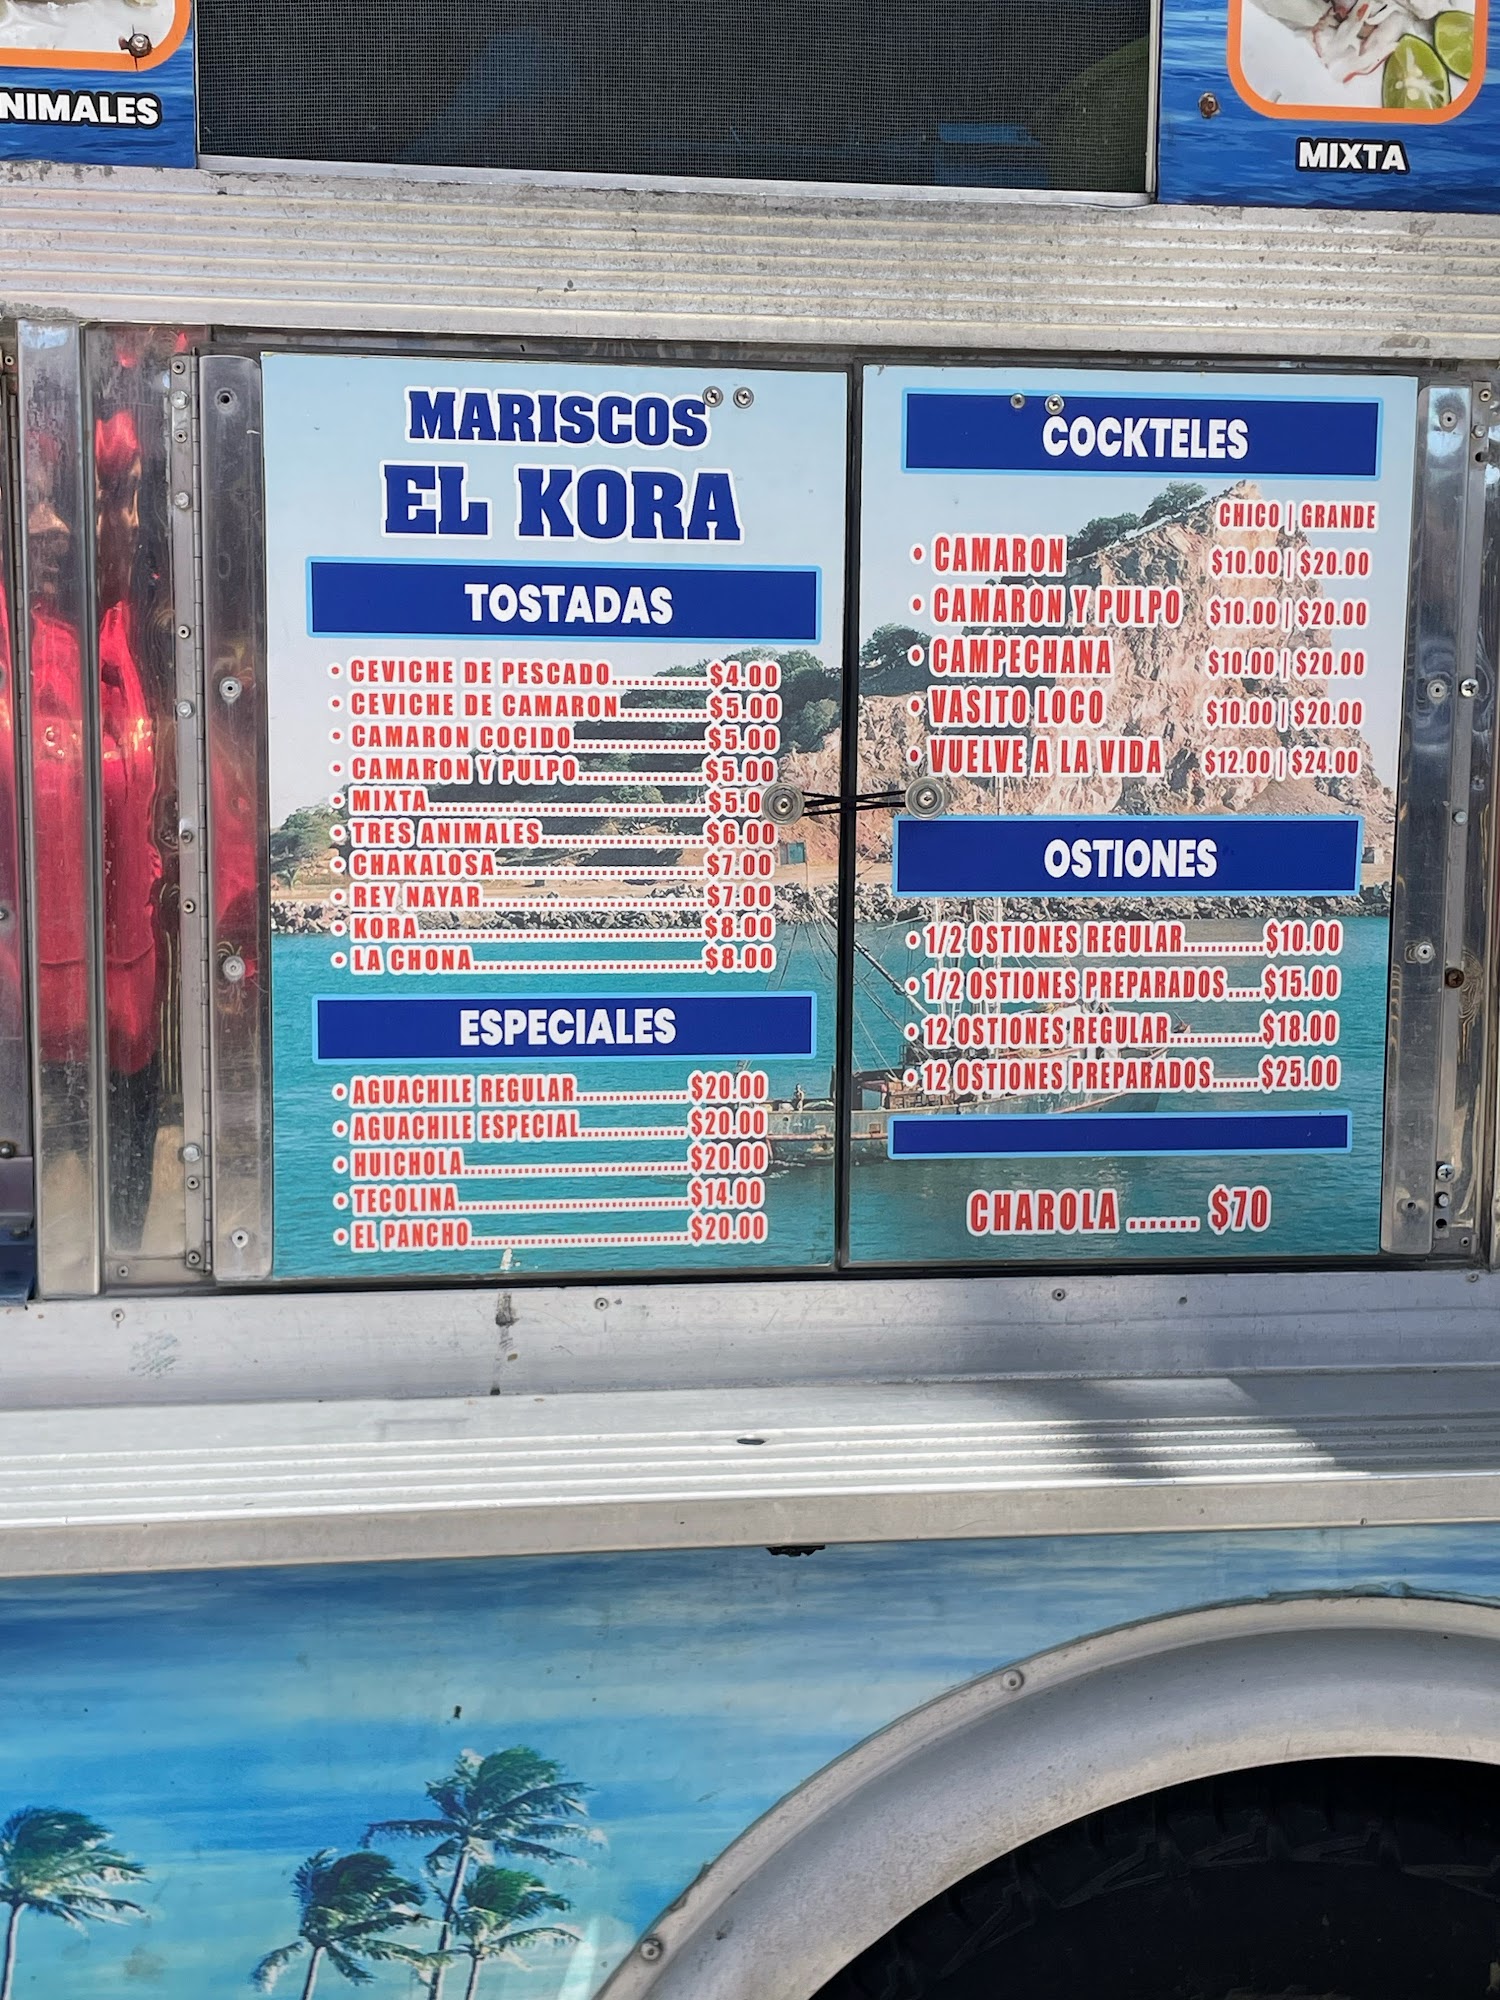 NIMALES
MIXTA
MARISCOS
EL KORA
TOSTADAS
• CEVICHE DE PESCADO............$4.00
• CEVICHE DE CAMARON...........$5.00
• CAMARON COCIDO.................$5.00
• CAMARON Y PULPO................$5.00
• MIXTA...................................$5.0
• TRES ANIMALES.....................$6.00
• CHAKALOSA..........................$7.00
• REY NAYAR............................$7.00
• KORA....................................$8.00
• LA CHONA.............................$8.00
ESPECIALES
• AGUACHILE REGULAR................$20.00
• AGUACHILE ESPECIAL...............$20.00
• HUICHOLA..............................$20.00
• TECOLINA...............................$14.00
• EL PANCHO.............................$20.00
COCKTELES
CHICO | GRANDE
• CAMARON $10.00 | $20.00
• CAMARON Y PULPO $10.00 | $20.00
• CAMPECHANA $10.00 | $20.00
• VASITO LOCO $10.00 | $20.00
• VUELVE A LA VIDA $12.00 | $24.00
OSTIONES
• 1/2 OSTIONES REGULAR............$10.00
• 1/2 OSTIONES PREPARADOS.....$15.00
• 12 OSTIONES REGULAR..............$18.00
• 12 OSTIONES PREPARADOS.......$25.00
CHAROLA ....... $70